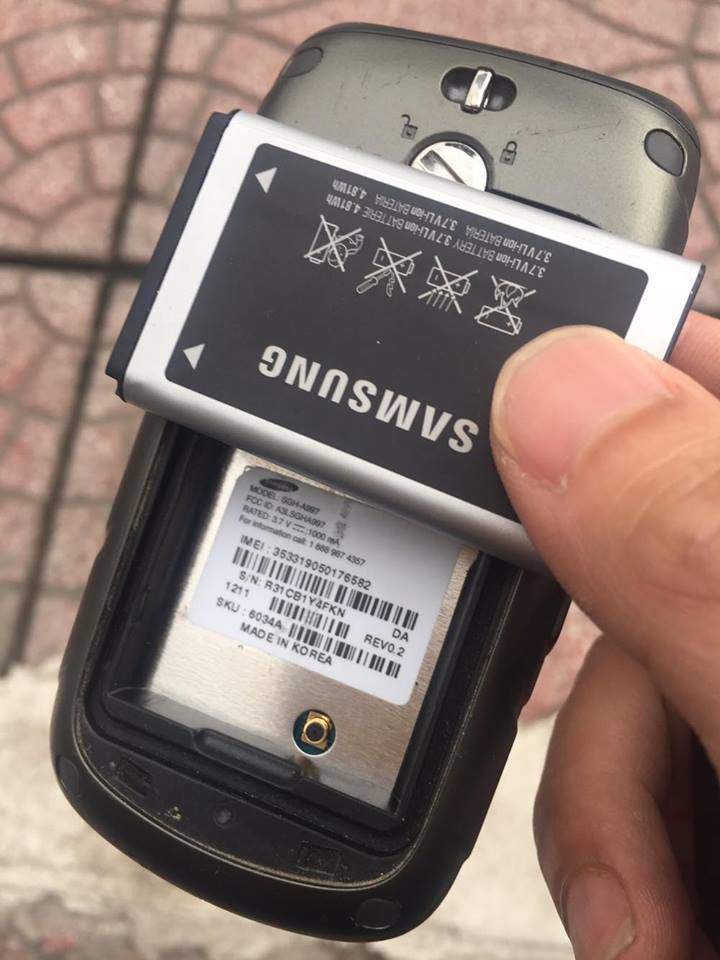 3.7V Li-ion BATTERY 3.7V Li-ion BATTERIE 4.81Wh
3.7V Li-ion BATERIA 3.7V Li-ion BATERIA 4.81Wh
SAMSUNG
SAMSUNG
MODEL: SGH-A997
FCC ID: A3LSGHA997
RATED: 3.7 V 1000 mA
For information call: 1 888 987 4357
IMEI : 353319050176582
DA
S/N: R31CB1Y4FKN
1211
REV0.2
SKU : 6034A
MADE IN KOREA